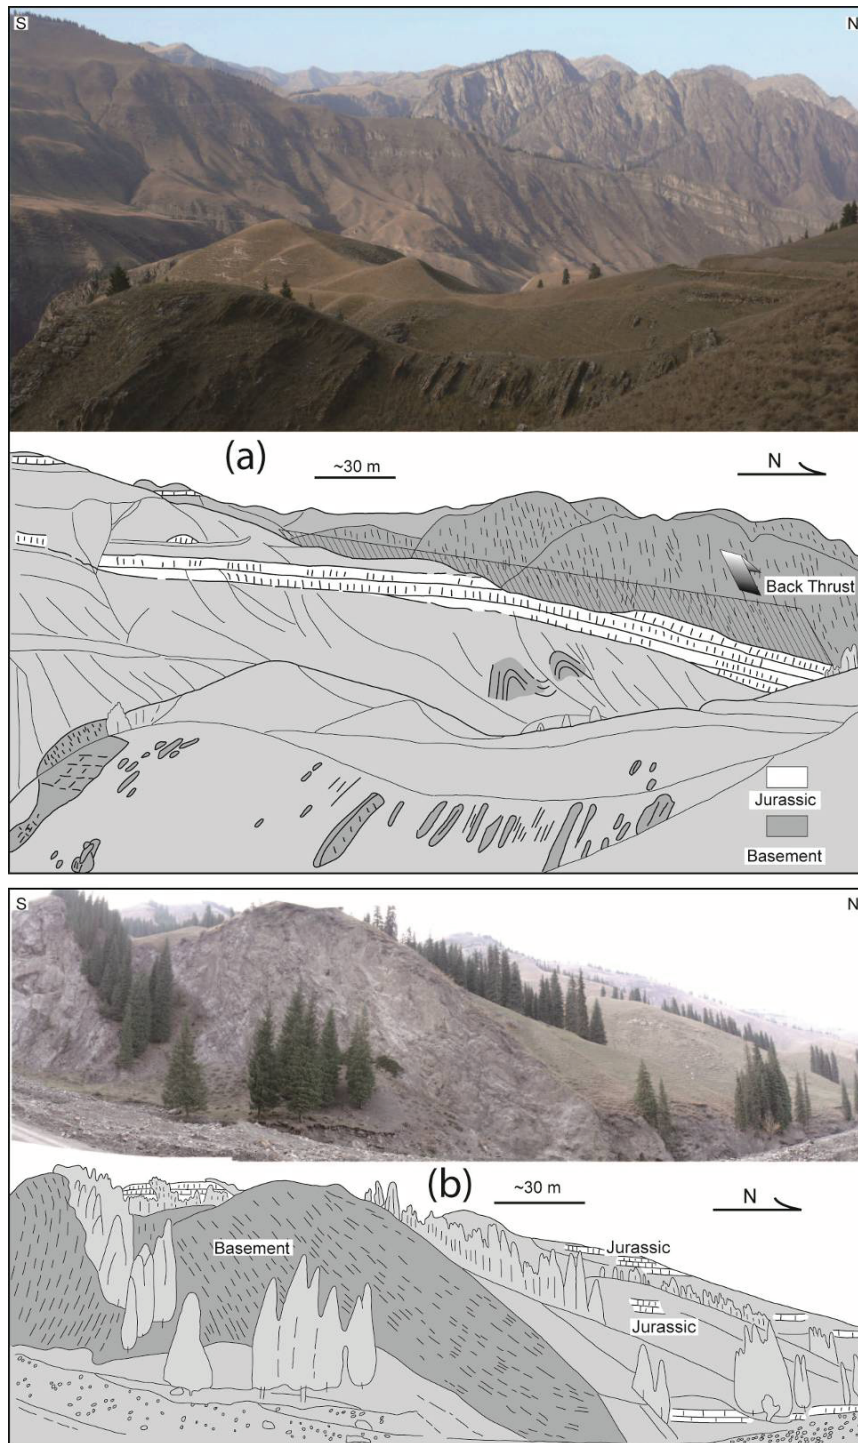 S N
(a)
~30 m
N
Back Thrust
Jurassic
Basement
S N
(b)
~30 m
N
Basement
Jurassic
Jurassic